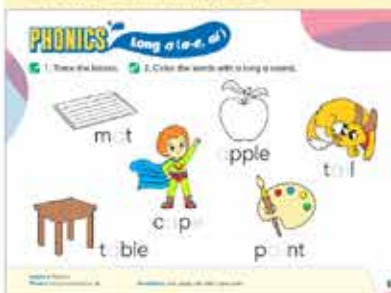 PHONICS
Long a (a-e, ai)
1. Trace the letters. 2. Color the words with a long a sound.
mat
apple
tail
cape
table
paint